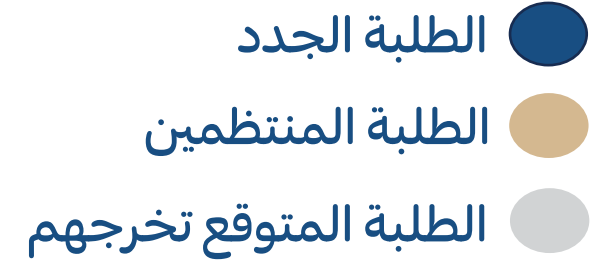 الطلبة الجدد
الطلبة المنتظمين
الطلبة المتوقع تخرجهم